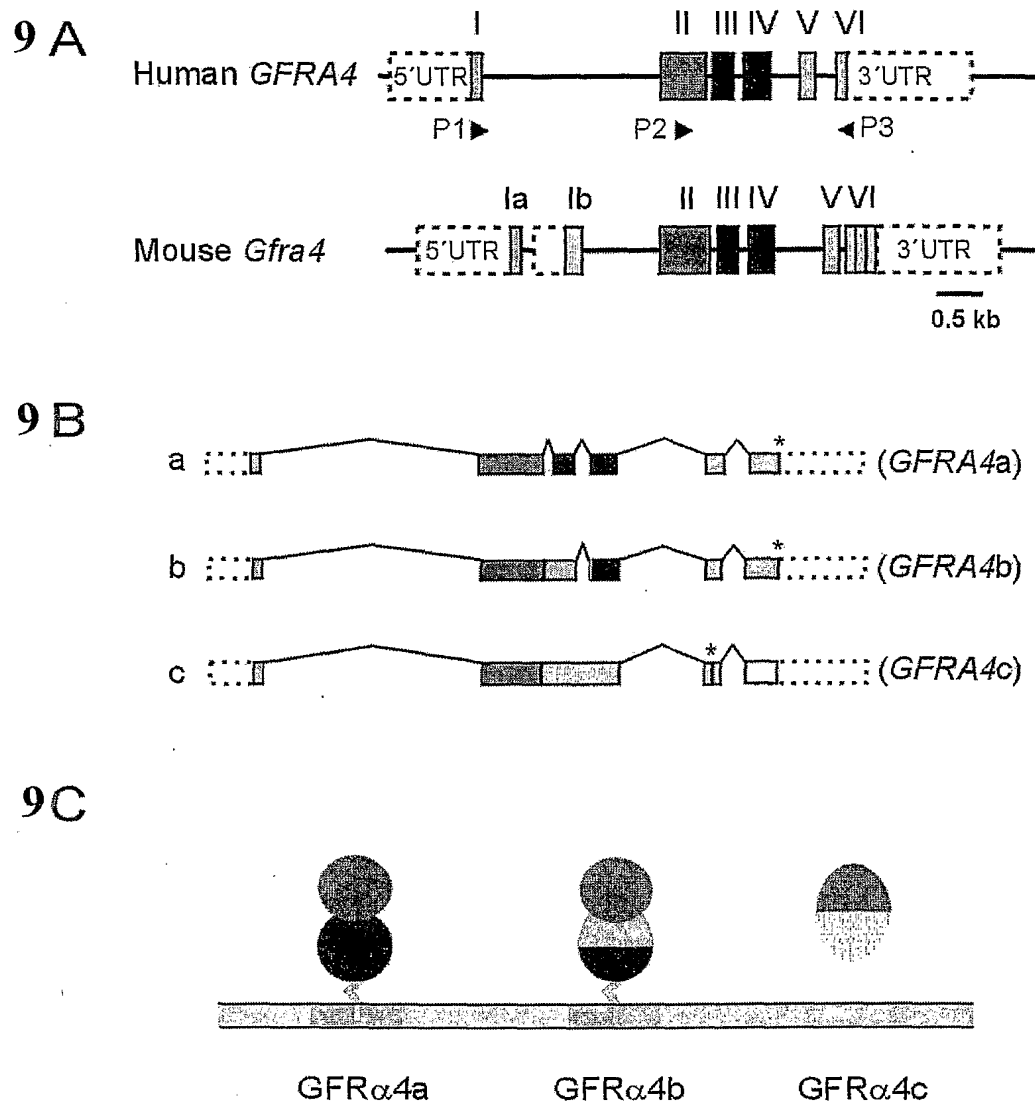 9 A
I II III IV V VI
Human GFRA4 5´UTR 3´UTR
P1 P2 P3
Ia Ib II III IV V VI
Mouse Gfra4 5´UTR 3´UTR
0.5 kb
9 B
a * (GFRA4a)
b * (GFRA4b)
c * (GFRA4c)
9 C
GFRα4a GFRα4b GFRα4c